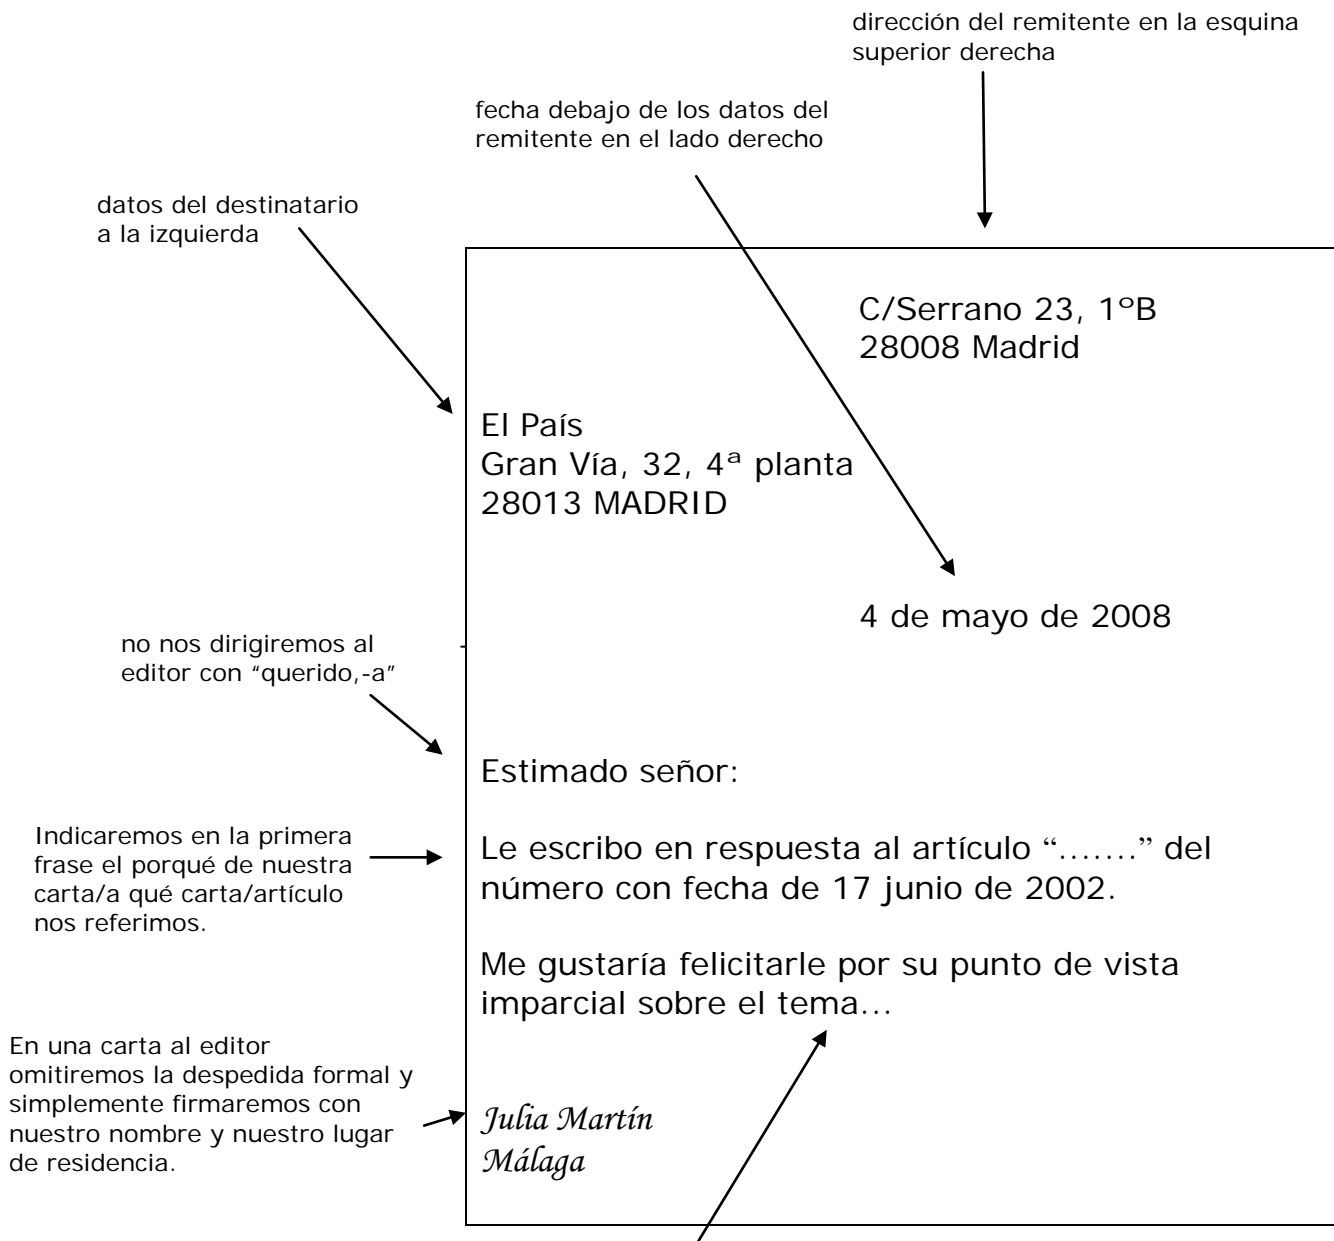 dirección del remitente en la esquina
superior derecha
fecha debajo de los datos del
remitente en el lado derecho
datos del destinatario
a la izquierda
C/Serrano 23, 1ºB
28008 Madrid
El País
Gran Vía, 32, 4ª planta
28013 MADRID
4 de mayo de 2008
no nos dirigiremos al
editor con “querido,-a”
Estimado señor:
Indicaremos en la primera
frase el porqué de nuestra
carta/a qué carta/artículo
nos referimos.
Le escribo en respuesta al artículo “…….” del
número con fecha de 17 junio de 2002.
Me gustaría felicitarle por su punto de vista
imparcial sobre el tema…
En una carta al editor
omitiremos la despedida formal y
simplemente firmaremos con
nuestro nombre y nuestro lugar
de residencia.
Julia Martín
Málaga